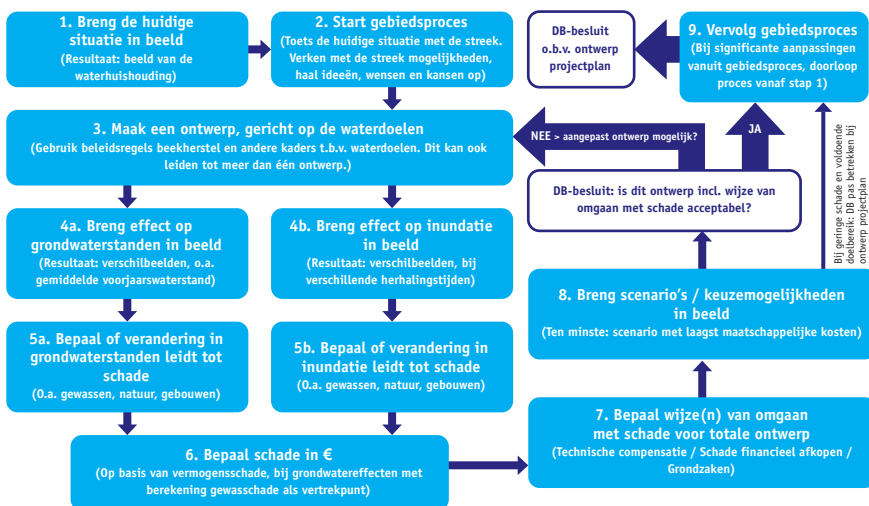 1. Breng de huidige
situatie in beeld
(Resultaat: beeld van de
waterhuishouding)
2. Start gebiedsproces
(Toets de huidige situatie met de streek.
Verken met de streek mogelijkheden,
haal ideeën, wensen en kansen op)
DB-besluit
o.b.v. ontwerp
projectplan
9. Vervolg gebiedsproces
(Bij significante aanpassingen
vanuit gebiedsproces, doorloop
proces vanaf stap 1)
3. Maak een ontwerp, gericht op de waterdoelen
(Gebruik beleidsregels beekherstel en andere kaders t.b.v. waterdoelen. Dit kan ook
leiden tot meer dan één ontwerp.)
NEE > aangepast ontwerp mogelijk?
JA
DB-besluit: is dit ontwerp incl. wijze van
omgaan met schade acceptabel?
Bij geringe schade en voldoende
doelbereik: DB pas betrekken bij
ontwerp projectplan
4a. Breng effect op
grondwaterstanden in beeld
(Resultaat: verschilbeelden, o.a.
gemiddelde voorjaarswaterstand)
4b. Breng effect op inundatie
in beeld
(Resultaat: verschilbeelden, bij
verschillende herhalingstijden)
8. Breng scenario's / keuzemogelijkheden
in beeld
(Ten minste: scenario met laagst maatschappelijke kosten)
5a. Bepaal of verandering in
grondwaterstanden leidt tot
schade
(O.a. gewassen, natuur, gebouwen)
5b. Bepaal of verandering in
inundatie leidt tot schade
(O.a. gewassen, natuur, gebouwen)
7. Bepaal wijze(n) van omgaan
met schade voor totale ontwerp
(Technische compensatie / Schade financieel afkopen /
Grondzaken)
6. Bepaal schade in €
(Op basis van vermogensschade, bij grondwatereffecten met
berekening gewasschade als vertrekpunt)